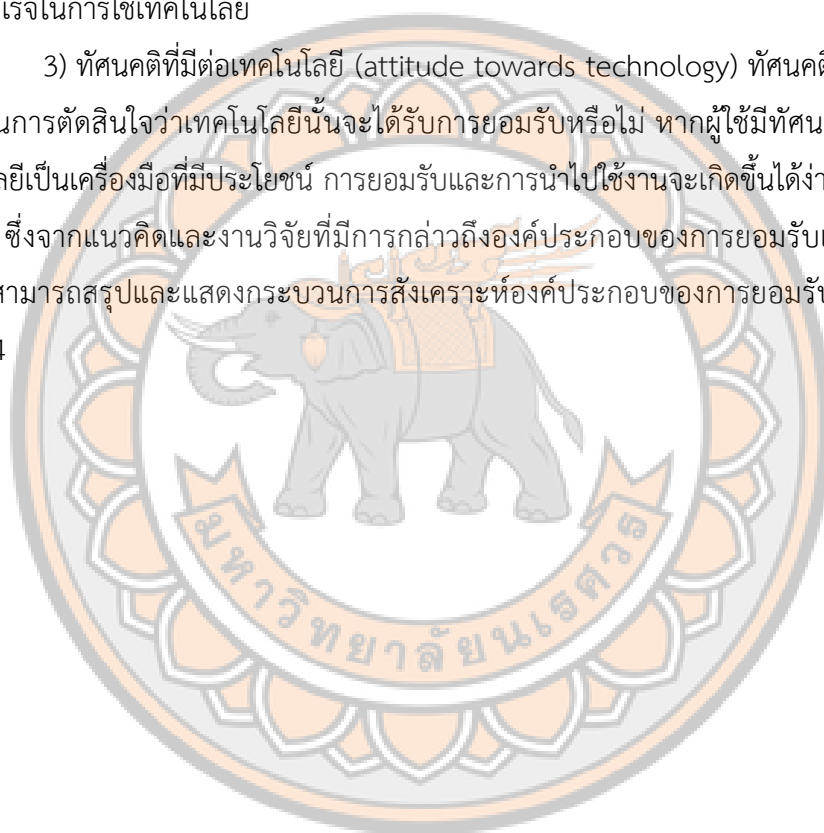 เร็จในการใช้เทคโนโลยี
3) ทัศนคติที่มีต่อเทคโนโลยี (attitude towards technology) ทัศนคติ
นการตัดสินใจว่าเทคโนโลยีนั้นจะได้รับการยอมรับหรือไม่ หากผู้ใช้มีทัศน
ลยีเป็นเครื่องมือที่มีประโยชน์ การยอมรับและการนำไปใช้งานจะเกิดขึ้นได้ง่า
ซึ่งจากแนวคิดและงานวิจัยที่มีการกล่าวถึงองค์ประกอบของการยอมรับเ
สามารถสรุปและแสดงกระบวนการสังเคราะห์องค์ประกอบของการยอมรับ
4
มหาวิทยาลัยนเรศวร